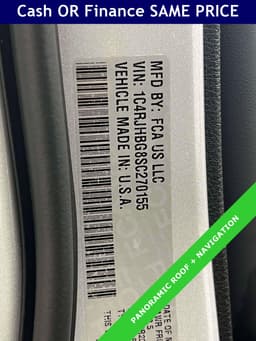 Cash OR Finance SAME PRICE
MFD BY: FCA US LLC
VIN: 1C4RJHBG8SC270155
VEHICLE MADE IN: U.S.A.
PANORAMIC ROOF + NAVIGATION